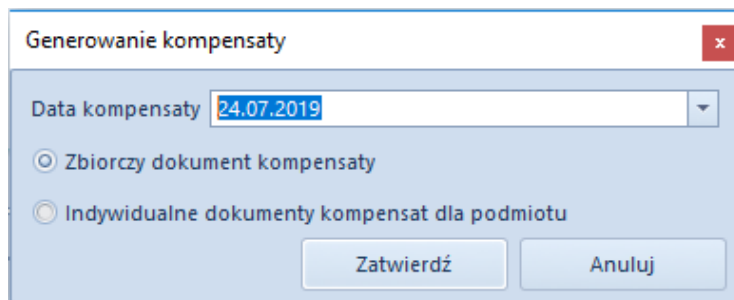 Generowanie kompensaty
x
Data kompensaty 24.07.2019
Zbiorczy dokument kompensaty
Indywidualne dokumenty kompensat dla podmiotu
Zatwierdź Anuluj